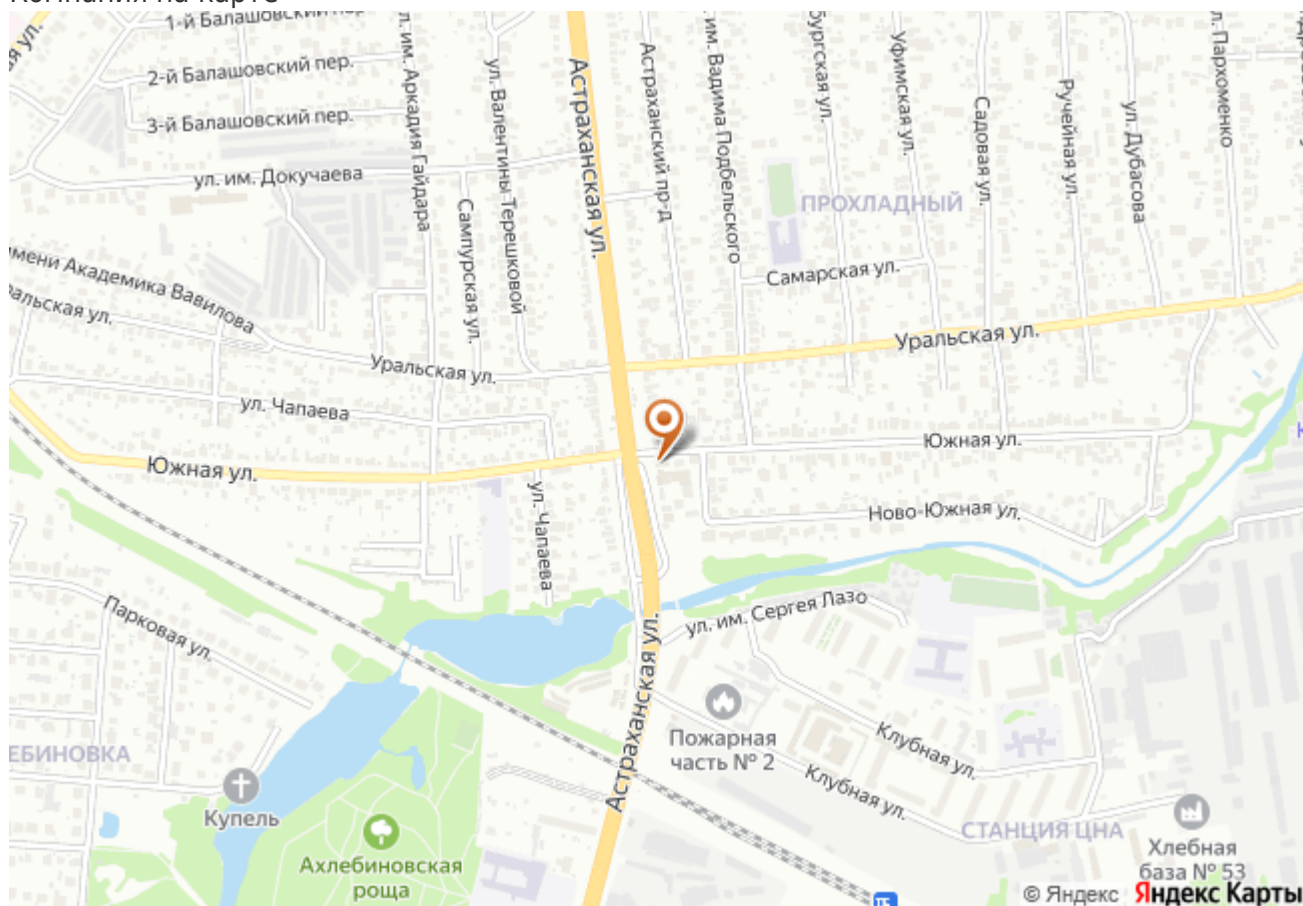 1-й Балашовский
2-й Балашовский пер.
3-й Балашовский пер.
ул. им. Докучаева
ул. им. Аркадия Гайдара
ул. Валентины Терешковой
Сампурская ул.
Астраханская ул.
Астраханский пр-д
им. Вадима Подбельского
Уфимская ул.
Садовая ул.
Ручейная ул.
ул. Дубасова
ул. Пархоменко
ПРОХЛАДНЫЙ
Самарская ул.
имени Академика Вавилова
Уральская ул.
Уральская ул.
ул. Чапаева
Южная ул.
Южная ул.
ул. Чапаева
Ново-Южная ул.
Парковая ул.
ул. им. Сергея Лазо
Астраханская ул.
Пожарная
часть № 2
Клубная ул.
Клубная ул.
ЕБИНОВКА
Купель
Ахлебиновская
роща
СТАНЦИЯ ЦНА
Хлебная
база № 53
© Яндекс Яндекс Карты